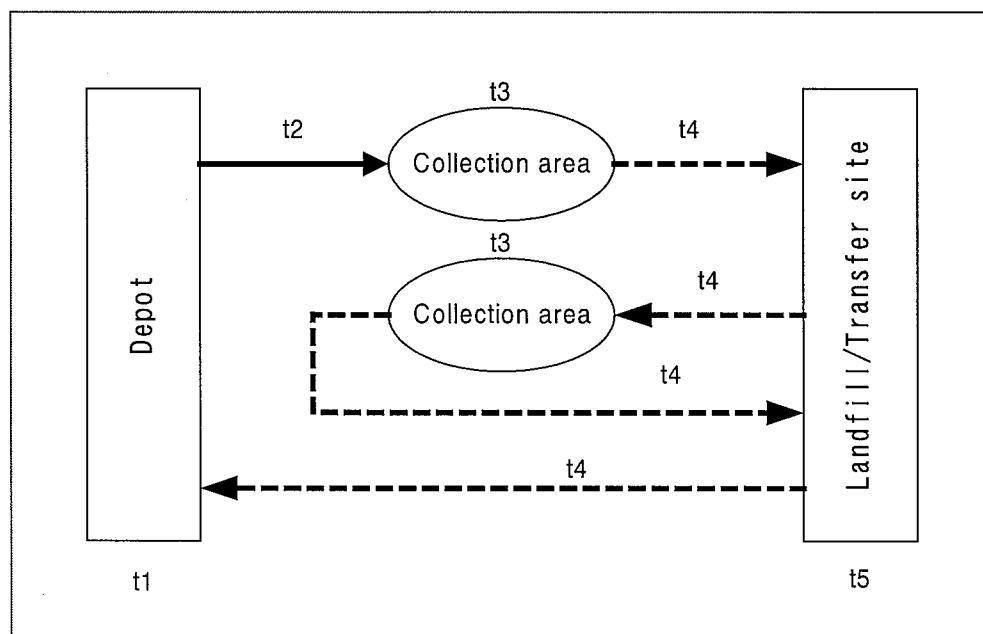 t3
t2
t4
Collection area
t3
t4
Collection area
t4
t4
Depot
Landfill/Transfer site
t1
t5